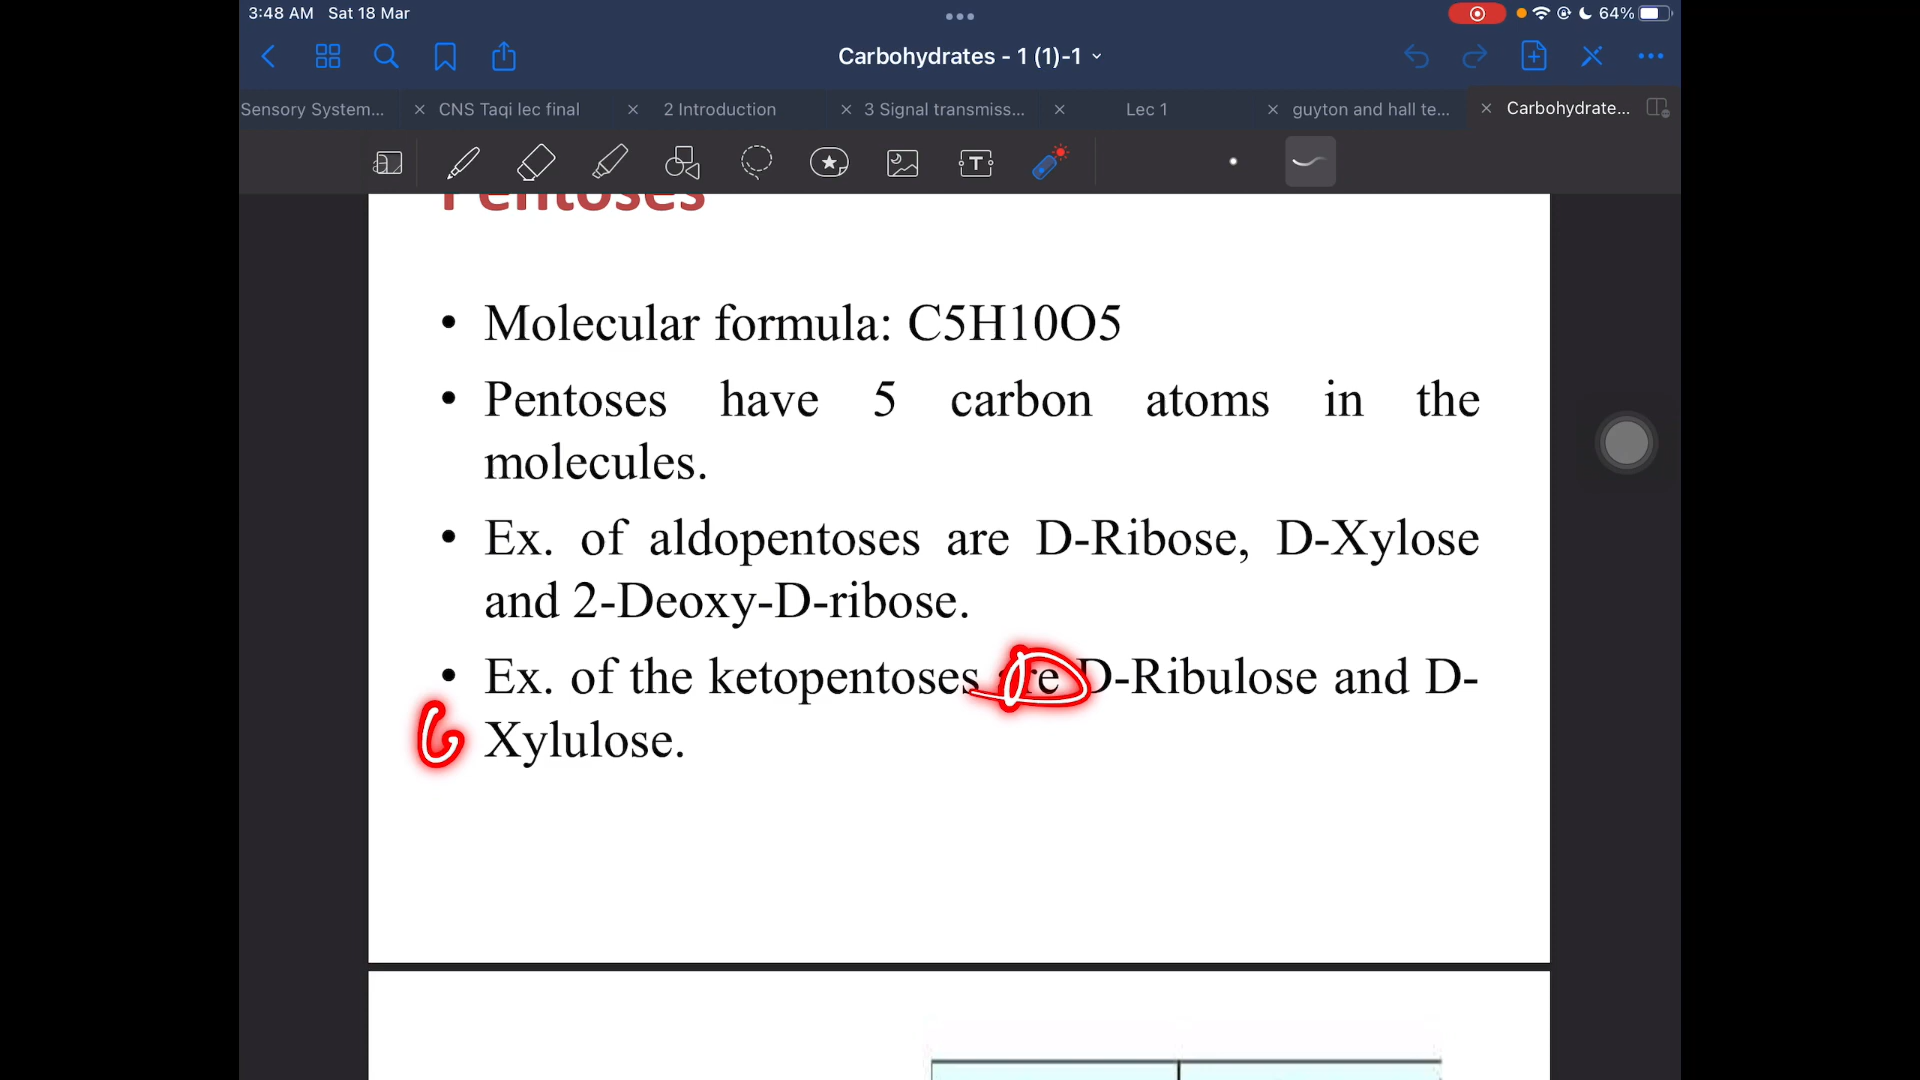 3:48 AM Sat 18 Mar
64%
Carbohydrates - 1 (1)-1
Sensory System...
CNS Taqi lec final
2 Introduction
3 Signal transmiss...
Lec 1
guyton and hall te...
Carbohydrate...
Pentoses
• Molecular formula: C5H10O5
• Pentoses have 5 carbon atoms in the
molecules.
• Ex. of aldopentoses are D-Ribose, D-Xylose
and 2-Deoxy-D-ribose.
• Ex. of the ketopentoses are D-Ribulose and D-
Xylulose.